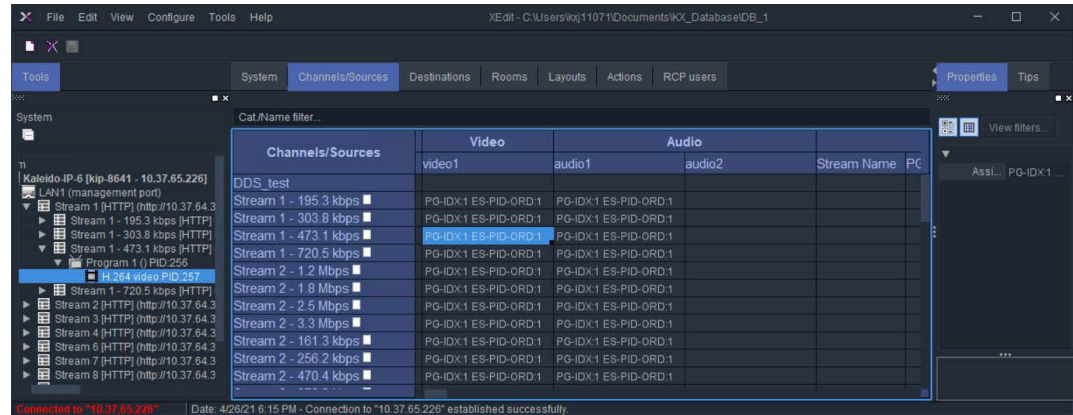 File Edit View Configure Tools Help
XEdit - C:\Users\kxj11071\Documents\KX_Database\DB_1
Tools
System Channels/Sources Destinations Rooms Layouts Actions RCP users
Properties Tips
System
Cat./Name filter...
View filters...
Channels/Sources
Video
Audio
video1 audio1 audio2 Stream Name PG
Assi... PG-IDX:1 ...
n
Kaleido-IP-6 [kip-8641 - 10.37.65.226]
LAN1 (management port)
Stream 1 [HTTP] (http://10.37.64.3
Stream 1 - 195.3 kbps [HTTP]
Stream 1 - 303.8 kbps [HTTP]
Stream 1 - 473.1 kbps [HTTP]
Program 1 () PID:256
H.264 video PID:257
Stream 1 - 720.5 kbps [HTTP]
Stream 2 [HTTP] (http://10.37.64.3
Stream 3 [HTTP] (http://10.37.64.3
Stream 4 [HTTP] (http://10.37.64.3
Stream 6 [HTTP] (http://10.37.64.3
Stream 7 [HTTP] (http://10.37.64.3
Stream 8 [HTTP] (http://10.37.64.3
DDS_test
Stream 1 - 195.3 kbps PG-IDX:1 ES-PID-ORD:1 PG-IDX:1 ES-PID-ORD:1
Stream 1 - 303.8 kbps PG-IDX:1 ES-PID-ORD:1 PG-IDX:1 ES-PID-ORD:1
Stream 1 - 473.1 kbps PG-IDX:1 ES-PID-ORD:1 PG-IDX:1 ES-PID-ORD:1
Stream 1 - 720.5 kbps PG-IDX:1 ES-PID-ORD:1 PG-IDX:1 ES-PID-ORD:1
Stream 2 - 1.2 Mbps PG-IDX:1 ES-PID-ORD:1 PG-IDX:1 ES-PID-ORD:1
Stream 2 - 1.8 Mbps PG-IDX:1 ES-PID-ORD:1 PG-IDX:1 ES-PID-ORD:1
Stream 2 - 2.5 Mbps PG-IDX:1 ES-PID-ORD:1 PG-IDX:1 ES-PID-ORD:1
Stream 2 - 3.3 Mbps PG-IDX:1 ES-PID-ORD:1 PG-IDX:1 ES-PID-ORD:1
Stream 2 - 161.3 kbps PG-IDX:1 ES-PID-ORD:1 PG-IDX:1 ES-PID-ORD:1
Stream 2 - 256.2 kbps PG-IDX:1 ES-PID-ORD:1 PG-IDX:1 ES-PID-ORD:1
Stream 2 - 470.4 kbps PG-IDX:1 ES-PID-ORD:1 PG-IDX:1 ES-PID-ORD:1
Connected to "10.37.65.226"
Date: 4/26/21 6:15 PM - Connection to "10.37.65.226" established successfully.